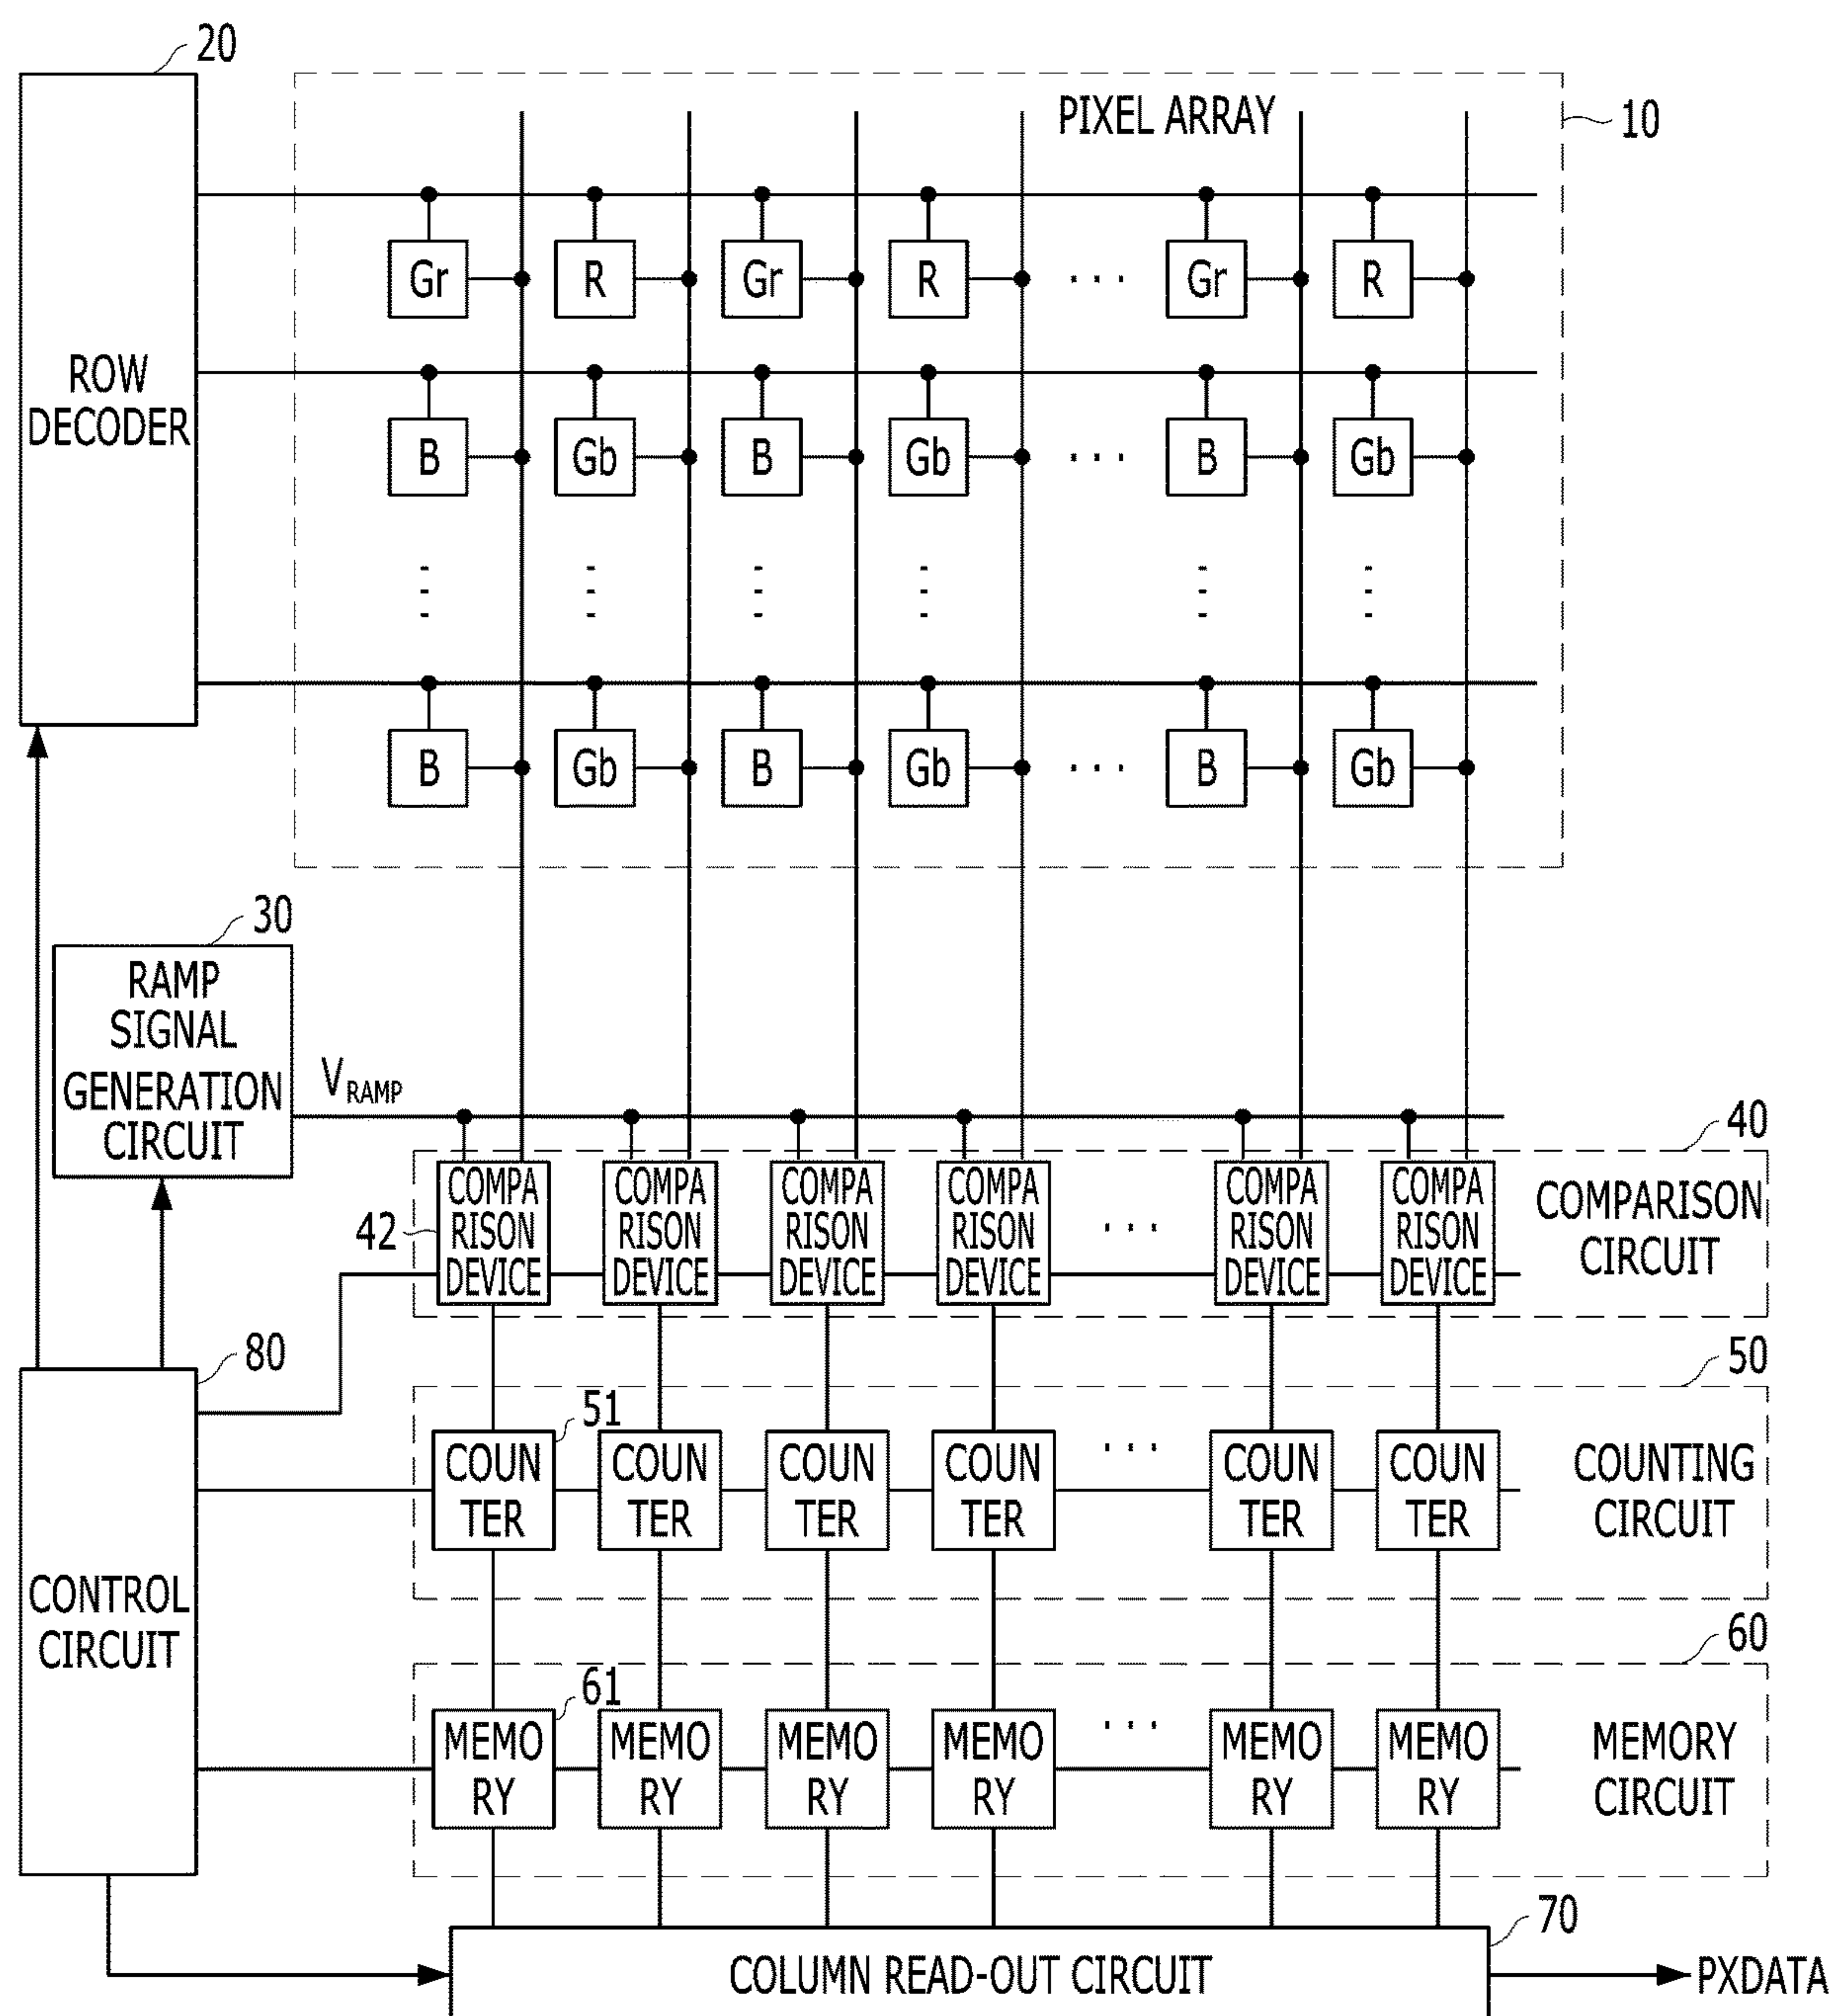 20
PIXEL ARRAY
10
Gr R Gr R ... Gr R
ROW
DECODER
B Gb B Gb ... B Gb
B Gb B Gb ... B Gb
30
RAMP
SIGNAL
GENERATION
CIRCUIT
VRAMP
40
42
COMPA
RISON
DEVICE
COMPA
RISON
DEVICE
COMPA
RISON
DEVICE
COMPA
RISON
DEVICE
...
COMPA
RISON
DEVICE
COMPA
RISON
DEVICE
COMPARISON
CIRCUIT
80
50
51
COUN
TER
COUN
TER
COUN
TER
COUN
TER
...
COUN
TER
COUN
TER
COUNTING
CIRCUIT
CONTROL
CIRCUIT
60
61
MEMO
RY
MEMO
RY
MEMO
RY
MEMO
RY
...
MEMO
RY
MEMO
RY
MEMORY
CIRCUIT
70
COLUMN READ-OUT CIRCUIT
PXDATA